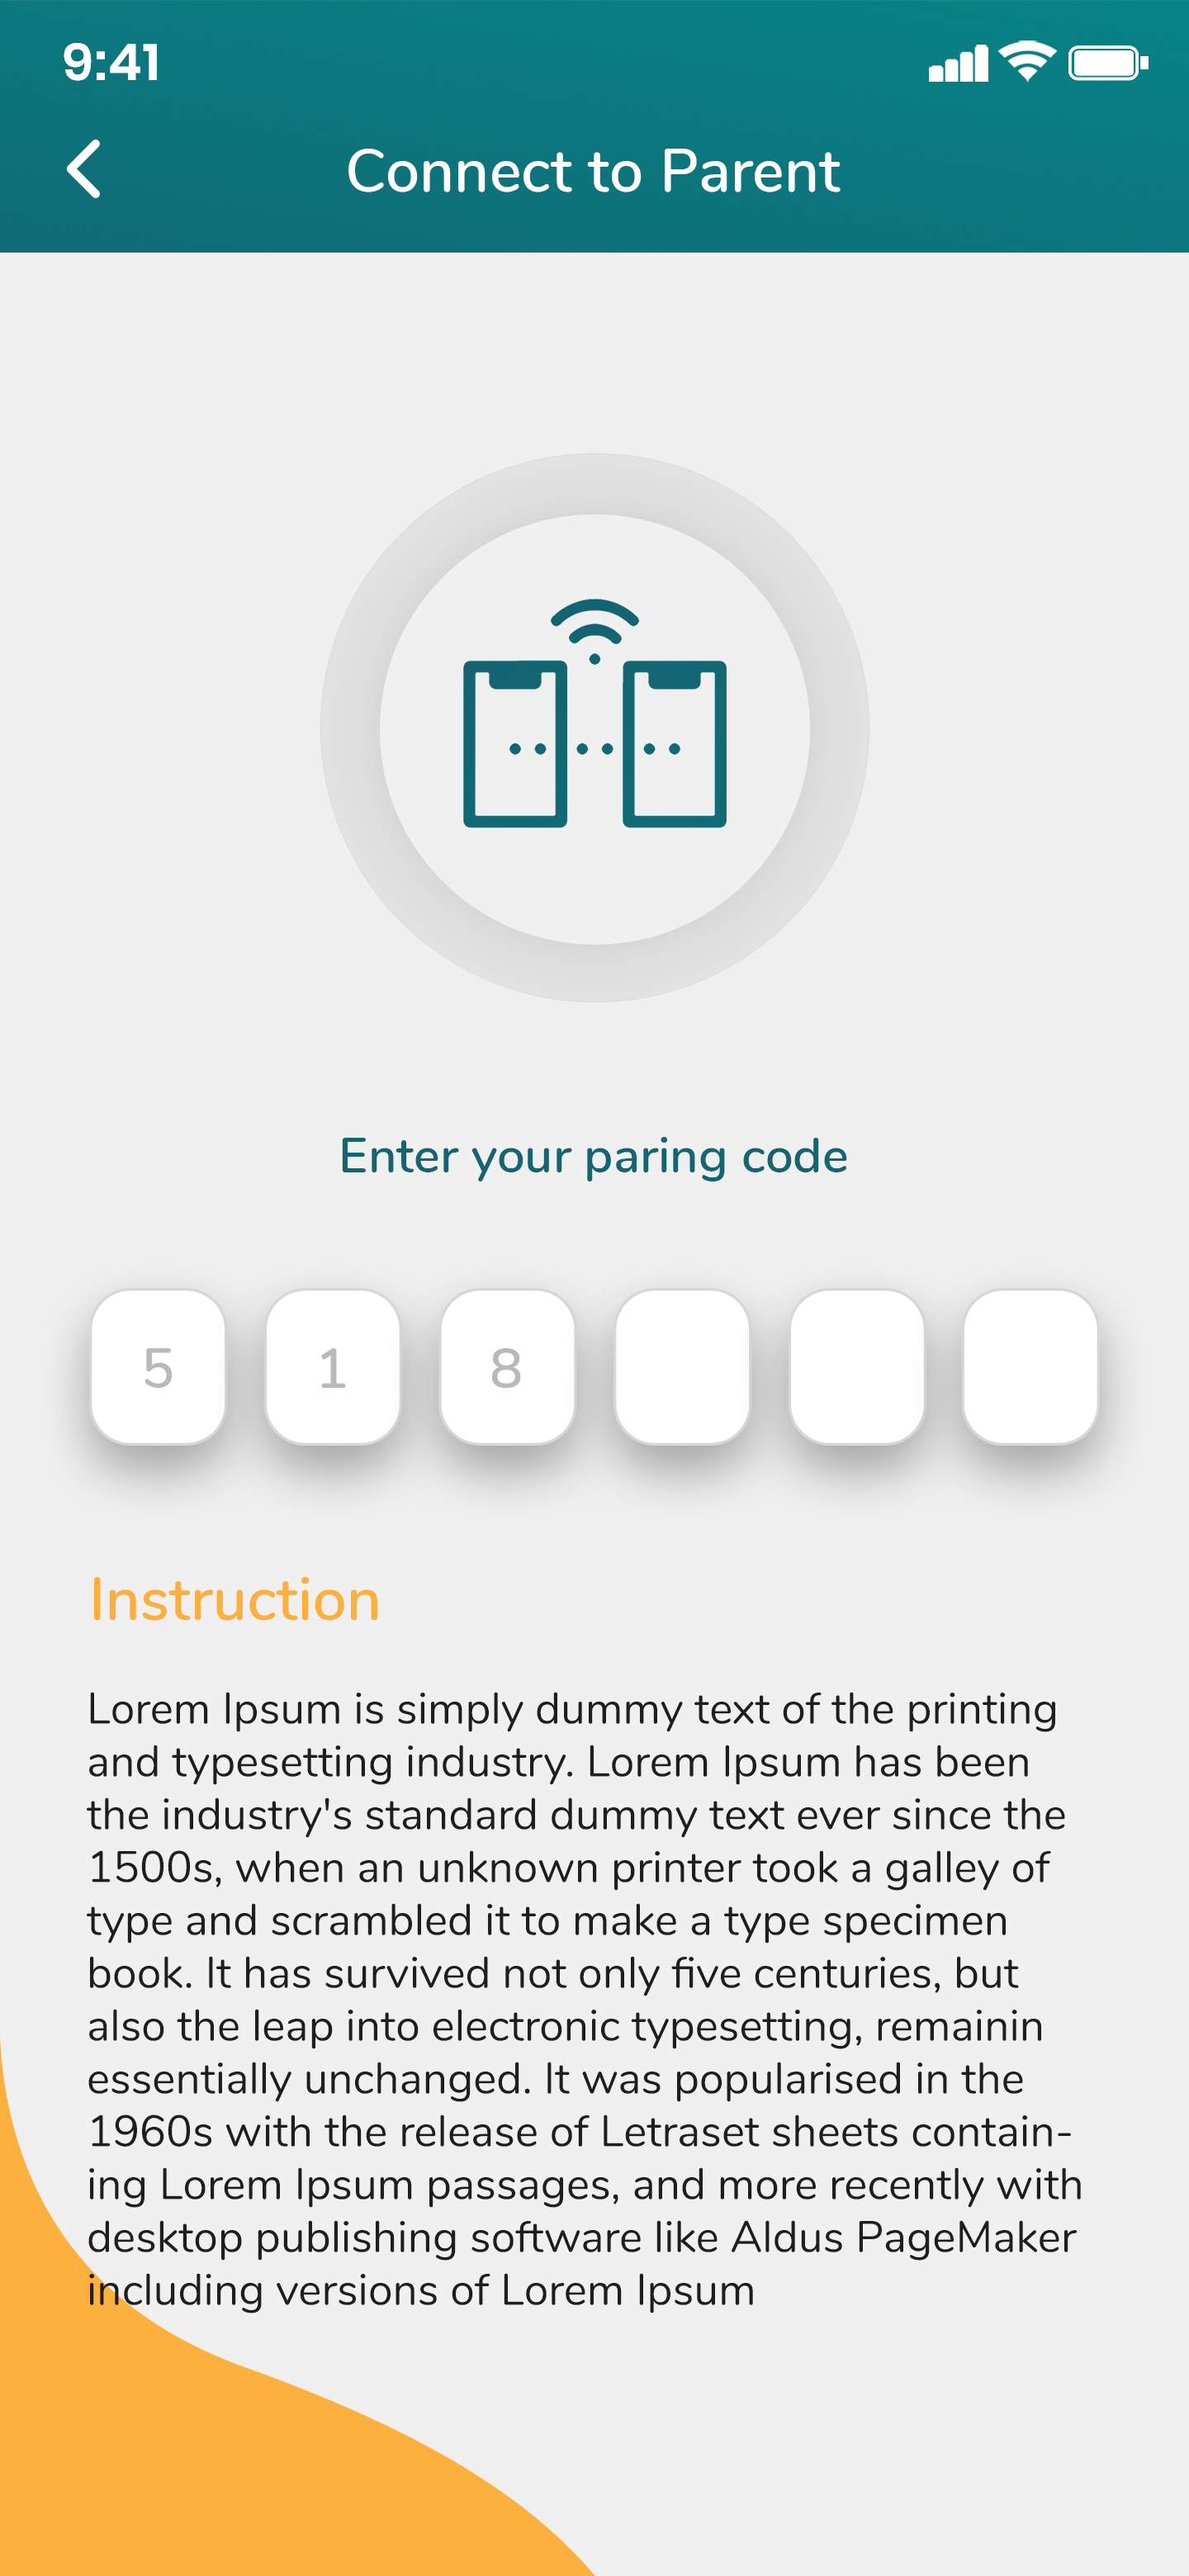 9:41
Connect to Parent
Enter your paring code
5 1 8
Instruction
Lorem Ipsum is simply dummy text of the printing
and typesetting industry. Lorem Ipsum has been
the industry's standard dummy text ever since the
1500s, when an unknown printer took a galley of
type and scrambled it to make a type specimen
book. It has survived not only five centuries, but
also the leap into electronic typesetting, remainin
essentially unchanged. It was popularised in the
1960s with the release of Letraset sheets contain-
ing Lorem Ipsum passages, and more recently with
desktop publishing software like Aldus PageMaker
including versions of Lorem Ipsum